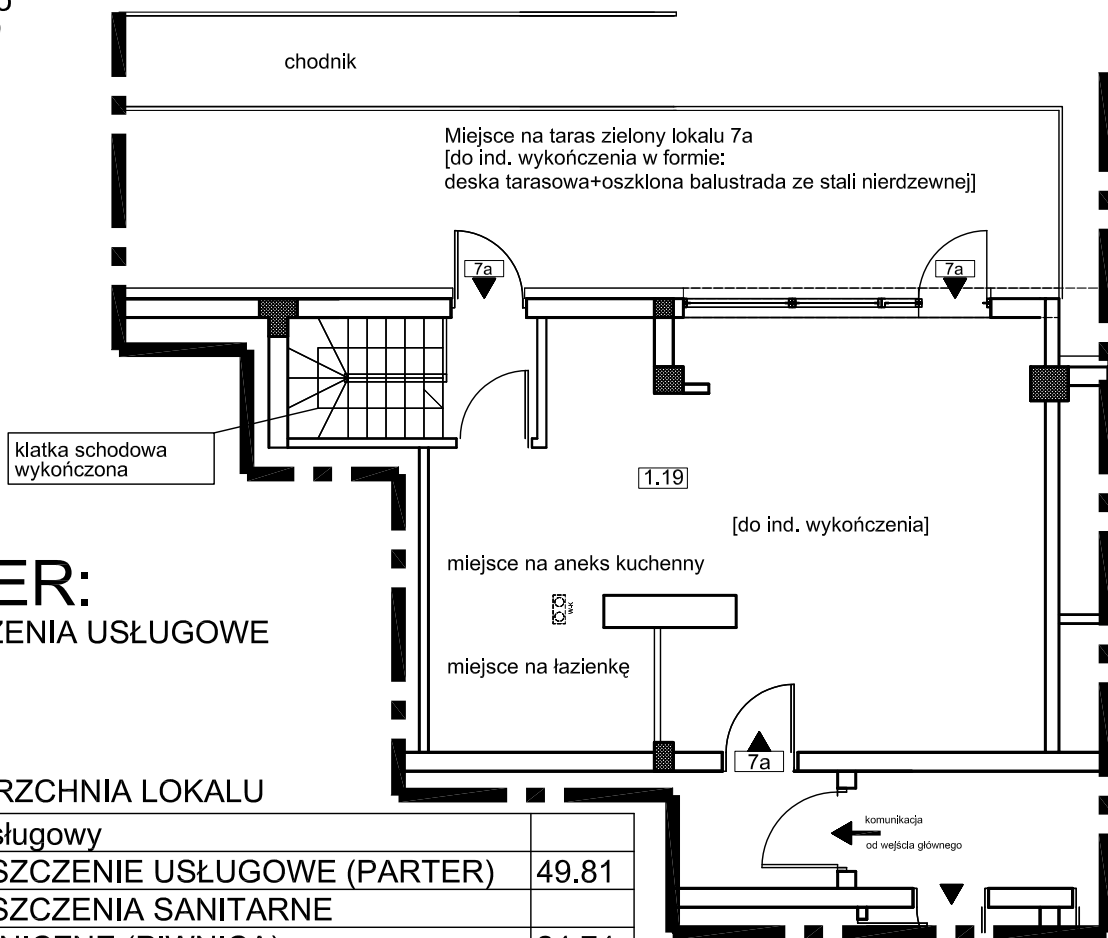 chodnik
Miejsce na taras zielony lokalu 7a
[do ind. wykończenia w formie:
deska tarasowa+oszklona balustrada ze stali nierdzewnej]
7a
7a
klatka schodowa
wykończona
1.19
[do ind. wykończenia]
miejsce na aneks kuchenny
W-K
miejsce na łazienkę
ER:
ZENIA USŁUGOWE
7a
komunikacja
od wejścia głównego
RZCHNIA LOKALU
sługowy
SZCZENIE USŁUGOWE (PARTER) 49.81
SZCZENIA SANITARNE